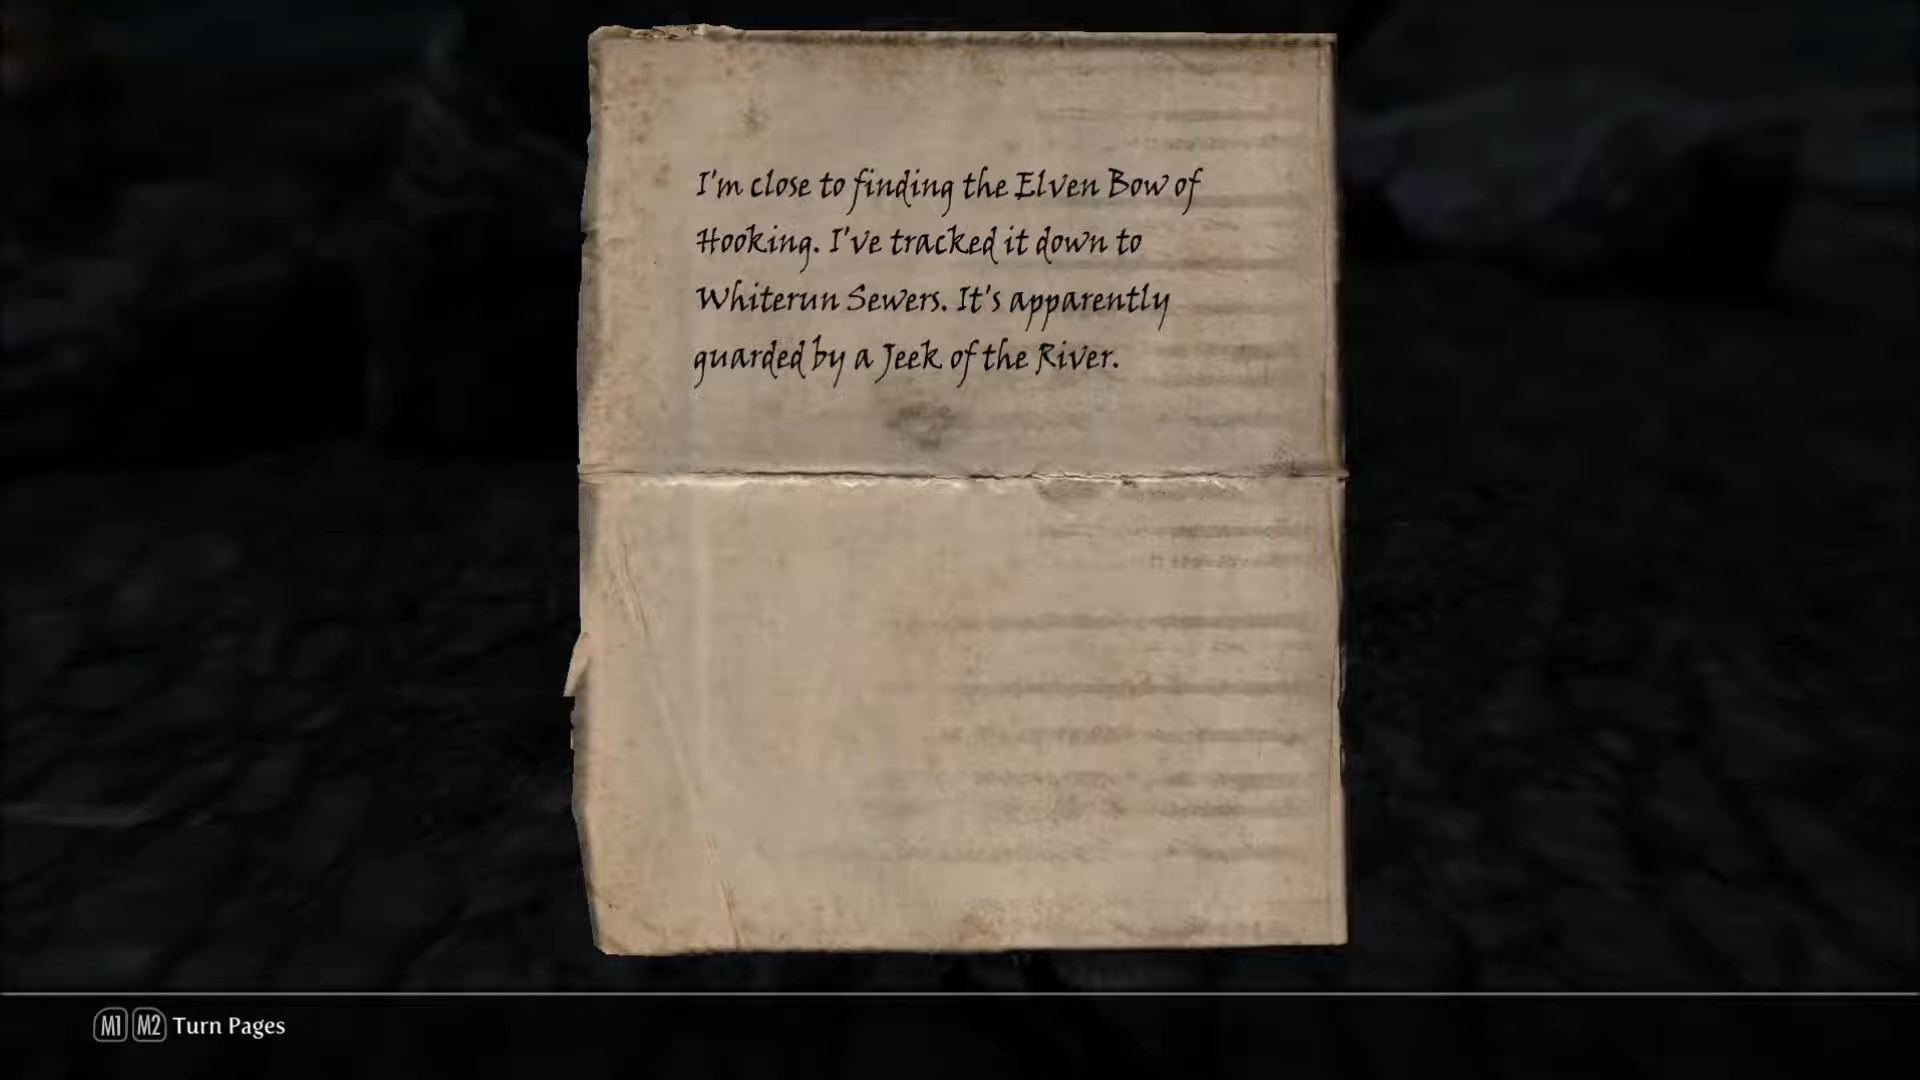 I'm close to finding the Elven Bow of
Hooking. I've tracked it down to
Whiterun Sewers. It's apparently
guarded by a Jeek of the River.
M1 M2 Turn Pages